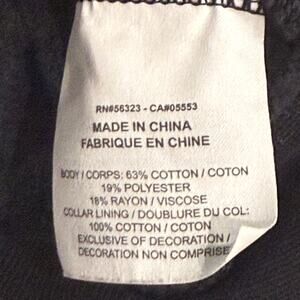 RN#56323 - CA#05553
MADE IN CHINA
FABRIQUE EN CHINE
BODY / CORPS: 63% COTTON / COTON
19% POLYESTER
18% RAYON / VISCOSE
COLLAR LINING / DOUBLURE DU COL:
100% COTTON / COTON
EXCLUSIVE OF DECORATION /
DECORATION NON COMPRISE